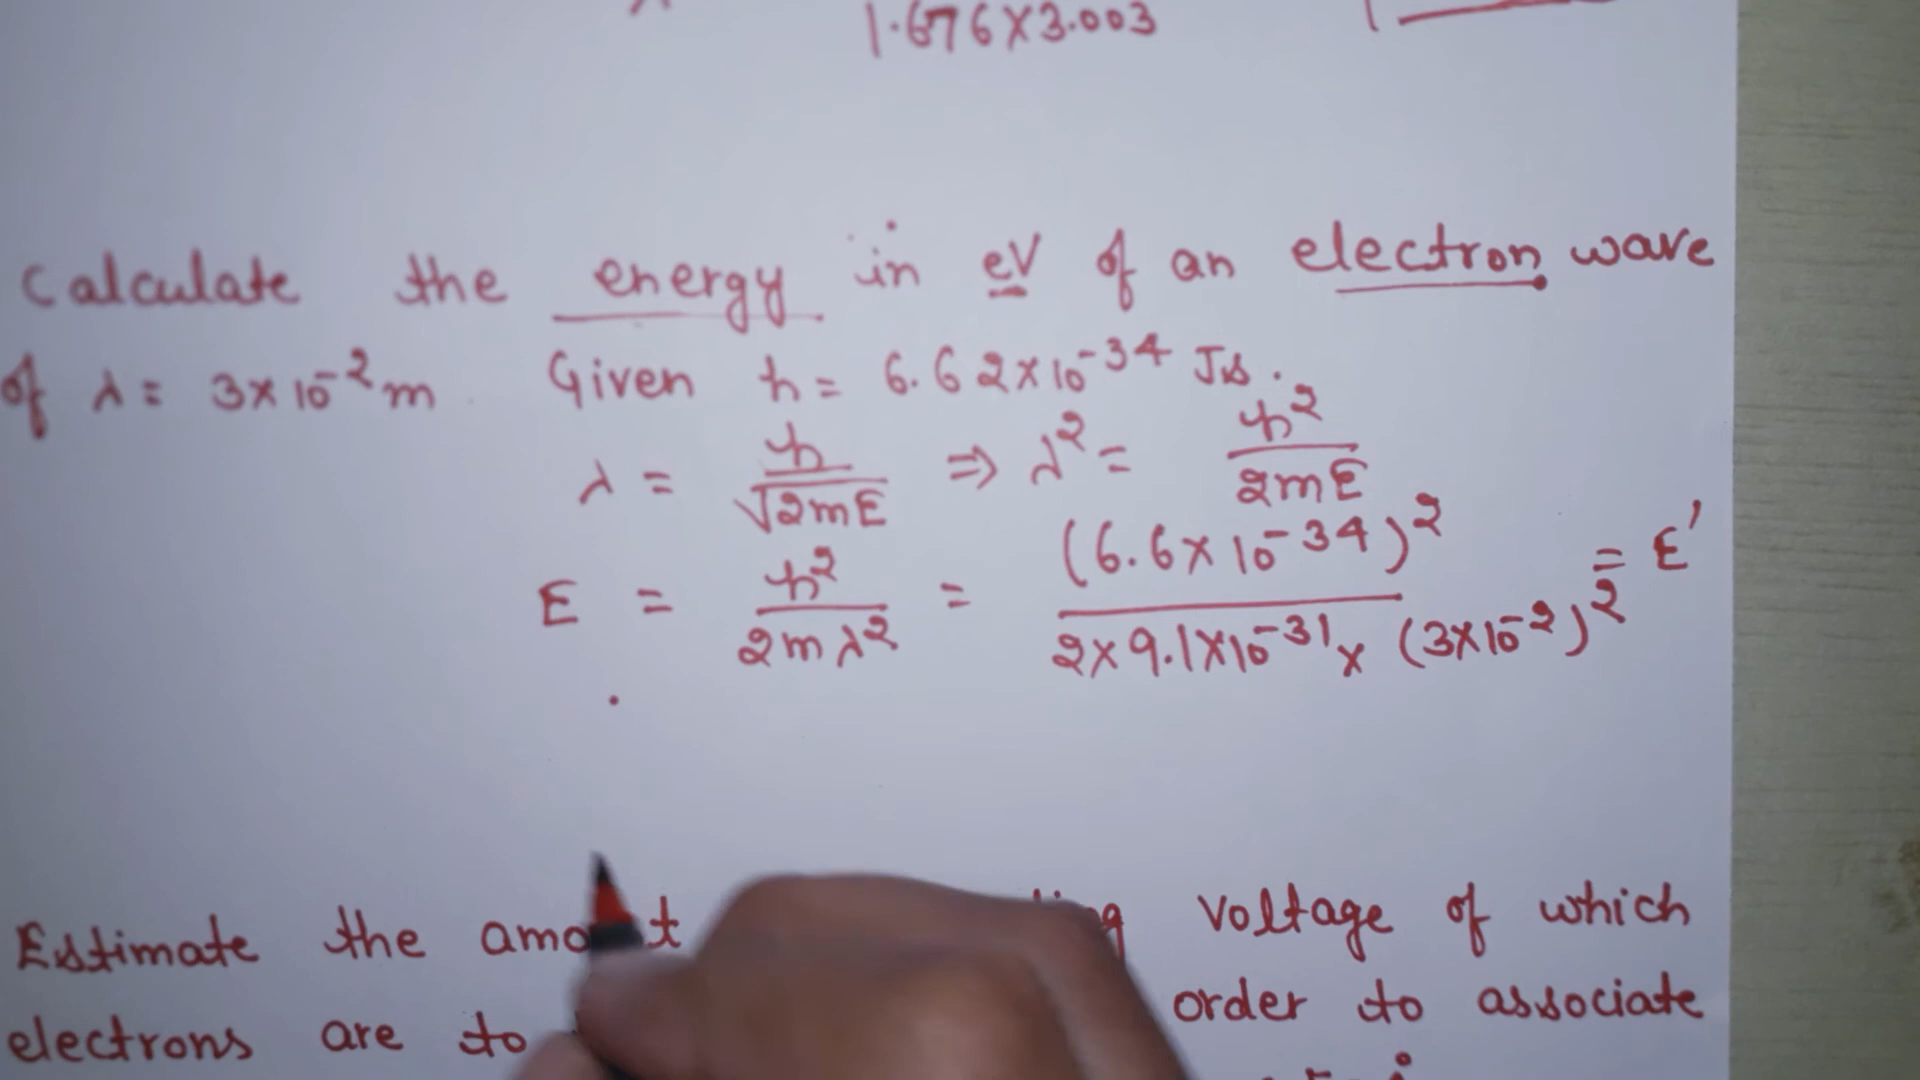 1.676×3.003
Calculate the energy in eV of an electron wave
of λ = 3×10⁻² m Given h = 6.62×10⁻³⁴ Js.
λ = h/√2mE ⇒ λ² = h²/2mE
E = h²/2mλ² = (6.6×10⁻³⁴)²/2×9.1×10⁻³¹×(3×10⁻²)² = E'
Estimate the voltage of which
electrons are to order to associate